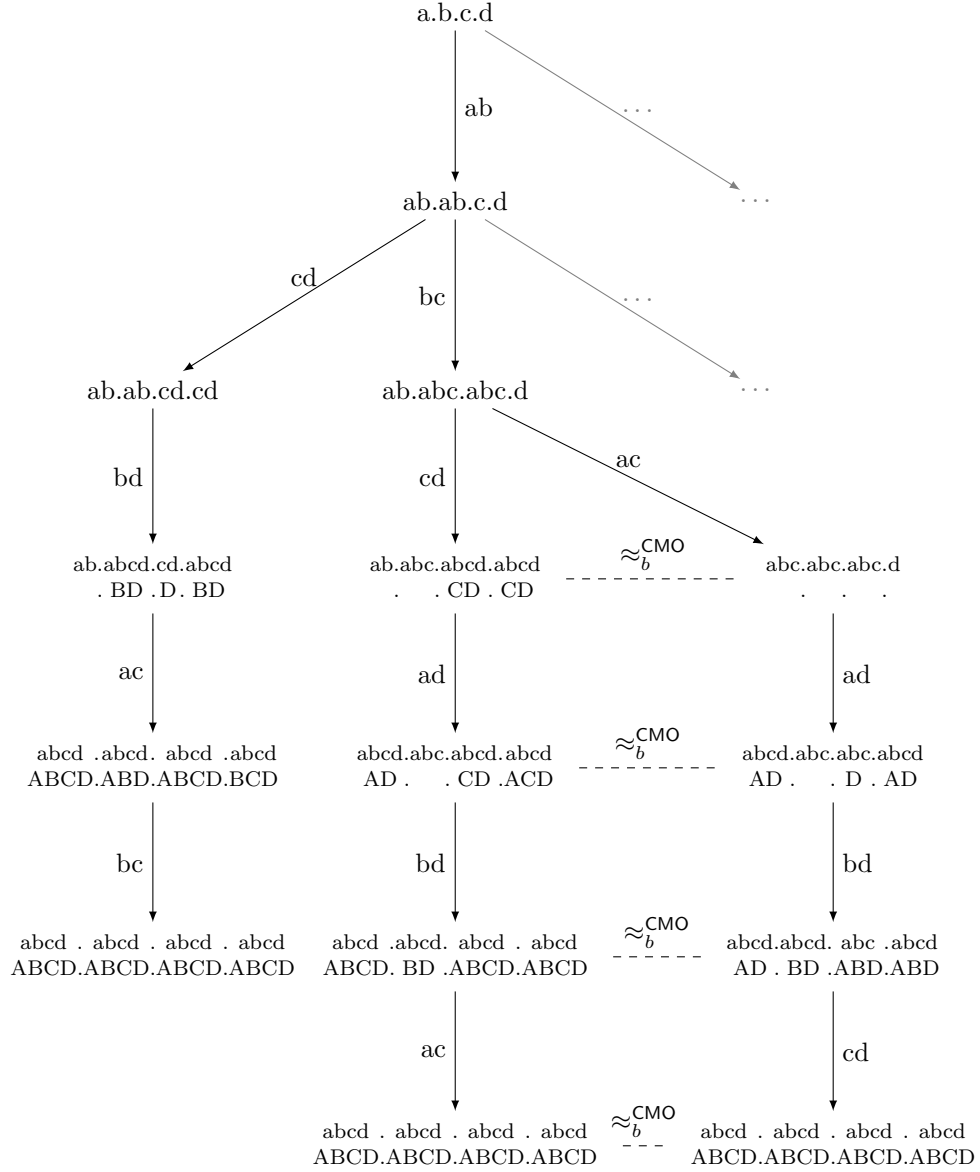 a.b.c.d
ab
. . .
ab.ab.c.d
. . .
cd
bc
. . .
ab.ab.cd.cd
ab.abc.abc.d
. . .
bd
cd
ac
ab.abcd.cd.abcd
. BD .D. BD
ab.abc.abcd.abcd
. . CD . CD
≈_b^CMO
abc.abc.abc.d
. . .
ac
ad
ad
abcd .abcd. abcd .abcd
ABCD.ABD.ABCD.BCD
abcd.abc.abcd.abcd
AD . . CD .ACD
≈_b^CMO
abcd.abc.abc.abcd
AD . . D . AD
bc
bd
bd
abcd . abcd . abcd . abcd
ABCD.ABCD.ABCD.ABCD
abcd .abcd. abcd . abcd
ABCD. BD .ABCD.ABCD
≈_b^CMO
abcd.abcd. abc .abcd
AD . BD .ABD.ABD
ac
cd
abcd . abcd . abcd . abcd
ABCD.ABCD.ABCD.ABCD
≈_b^CMO
abcd . abcd . abcd . abcd
ABCD.ABCD.ABCD.ABCD